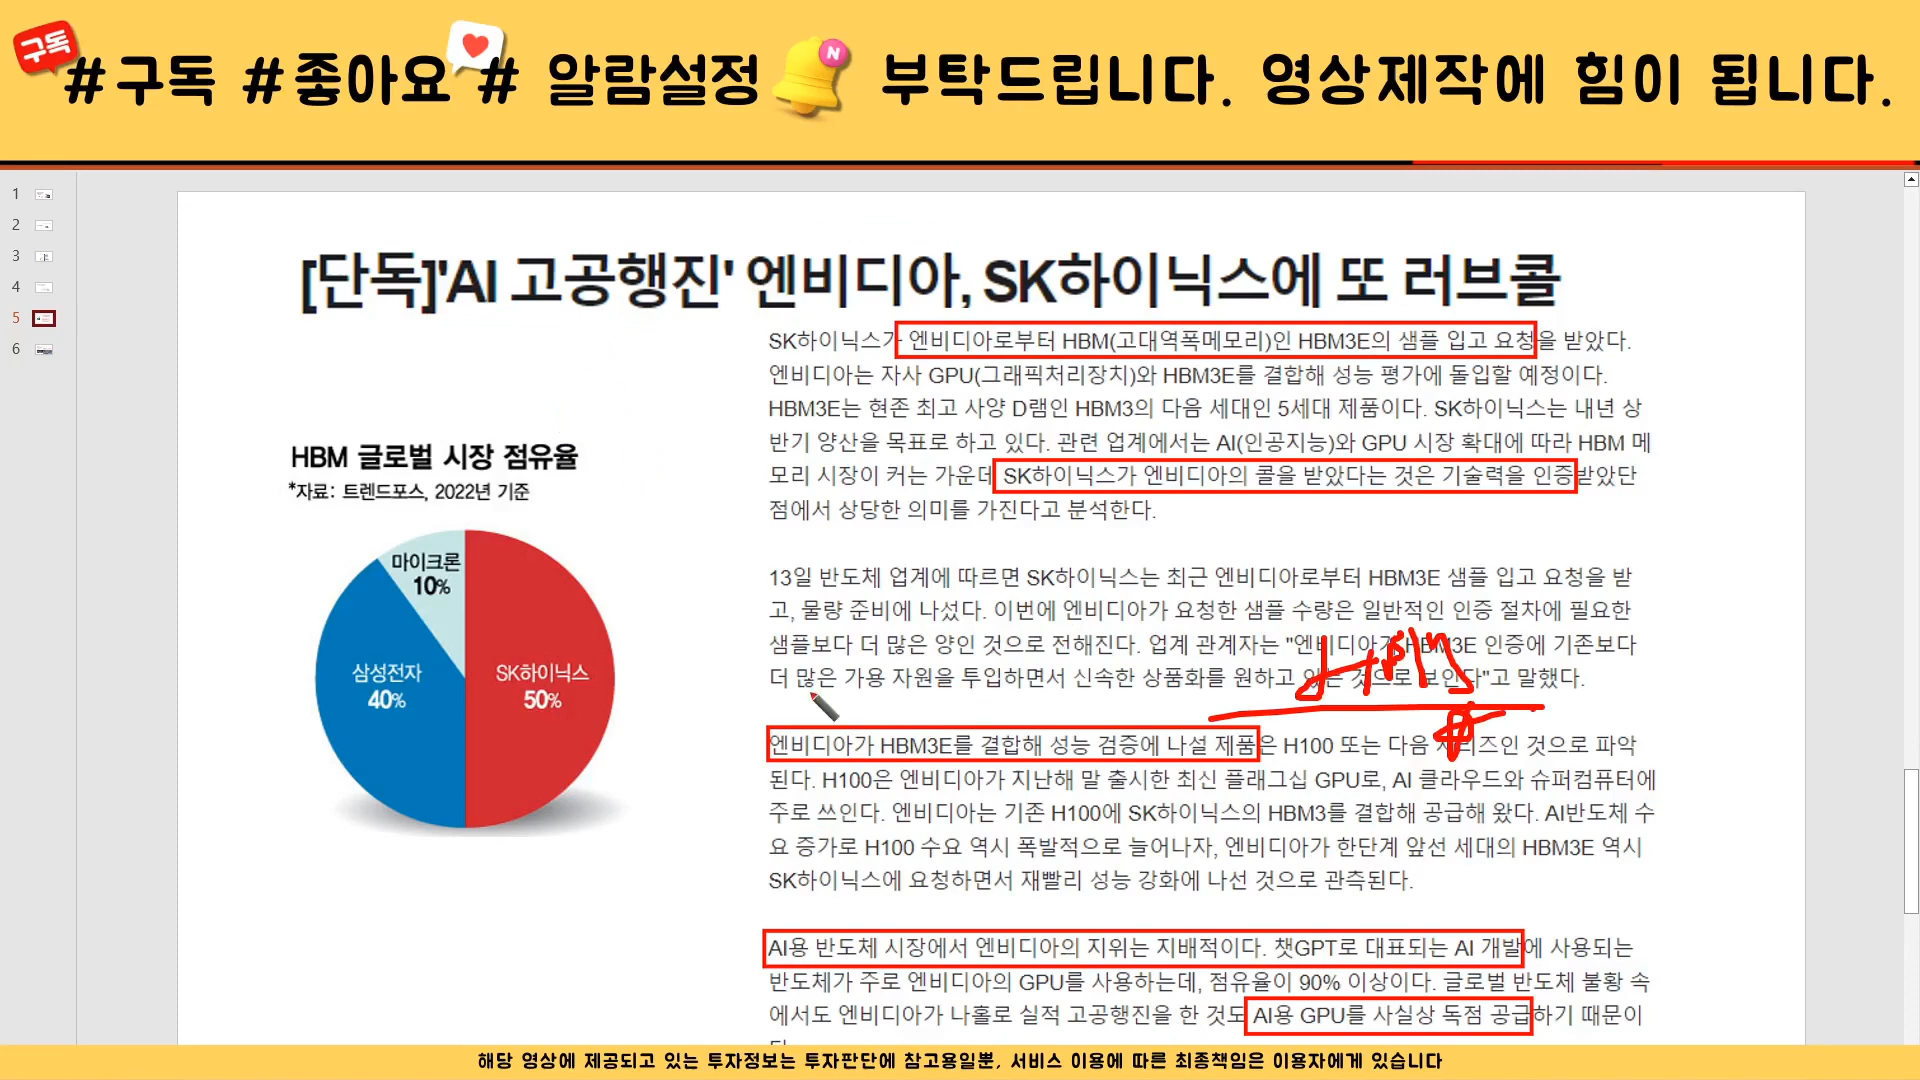 구독
#구독 #좋아요 # 알람설정 N 부탁드립니다. 영상제작에 힘이 됩니다.
1
2
3
4
5
6
[단독]'AI 고공행진' 엔비디아, SK하이닉스에 또 러브콜
HBM 글로벌 시장 점유율
*자료: 트렌드포스, 2022년 기준
마이크론
10%
삼성전자
40%
SK하이닉스
50%
SK하이닉스가 엔비디아로부터 HBM(고대역폭메모리)인 HBM3E의 샘플 입고 요청을 받았다.
엔비디아는 자사 GPU(그래픽처리장치)와 HBM3E를 결합해 성능 평가에 돌입할 예정이다.
HBM3E는 현존 최고 사양 D램인 HBM3의 다음 세대인 5세대 제품이다. SK하이닉스는 내년 상
반기 양산을 목표로 하고 있다. 관련 업계에서는 AI(인공지능)와 GPU 시장 확대에 따라 HBM 메
모리 시장이 커는 가운데 SK하이닉스가 엔비디아의 콜을 받았다는 것은 기술력을 인증받았단
점에서 상당한 의미를 가진다고 분석한다.
13일 반도체 업계에 따르면 SK하이닉스는 최근 엔비디아로부터 HBM3E 샘플 입고 요청을 받
고, 물량 준비에 나섰다. 이번에 엔비디아가 요청한 샘플 수량은 일반적인 인증 절차에 필요한
샘플보다 더 많은 양인 것으로 전해진다. 업계 관계자는 "엔비디아가 HBM3E 인증에 기존보다
더 많은 가용 자원을 투입하면서 신속한 상품화를 원하고 있는 것으로 보인다"고 말했다.
HBM
엔비디아가 HBM3E를 결합해 성능 검증에 나설 제품은 H100 또는 다음 시리즈인 것으로 파악
된다. H100은 엔비디아가 지난해 말 출시한 최신 플래그십 GPU로, AI 클라우드와 슈퍼컴퓨터에
주로 쓰인다. 엔비디아는 기존 H100에 SK하이닉스의 HBM3를 결합해 공급해 왔다. AI반도체 수
요 증가로 H100 수요 역시 폭발적으로 늘어나자, 엔비디아가 한단계 앞선 세대의 HBM3E 역시
SK하이닉스에 요청하면서 재빨리 성능 강화에 나선 것으로 관측된다.
AI용 반도체 시장에서 엔비디아의 지위는 지배적이다. 챗GPT로 대표되는 AI 개발에 사용되는
반도체가 주로 엔비디아의 GPU를 사용하는데, 점유율이 90% 이상이다. 글로벌 반도체 불황 속
에서도 엔비디아가 나홀로 실적 고공행진을 한 것도 AI용 GPU를 사실상 독점 공급하기 때문이
해당 영상에 제공되고 있는 투자정보는 투자판단에 참고용일뿐, 서비스 이용에 따른 최종책임은 이용자에게 있습니다